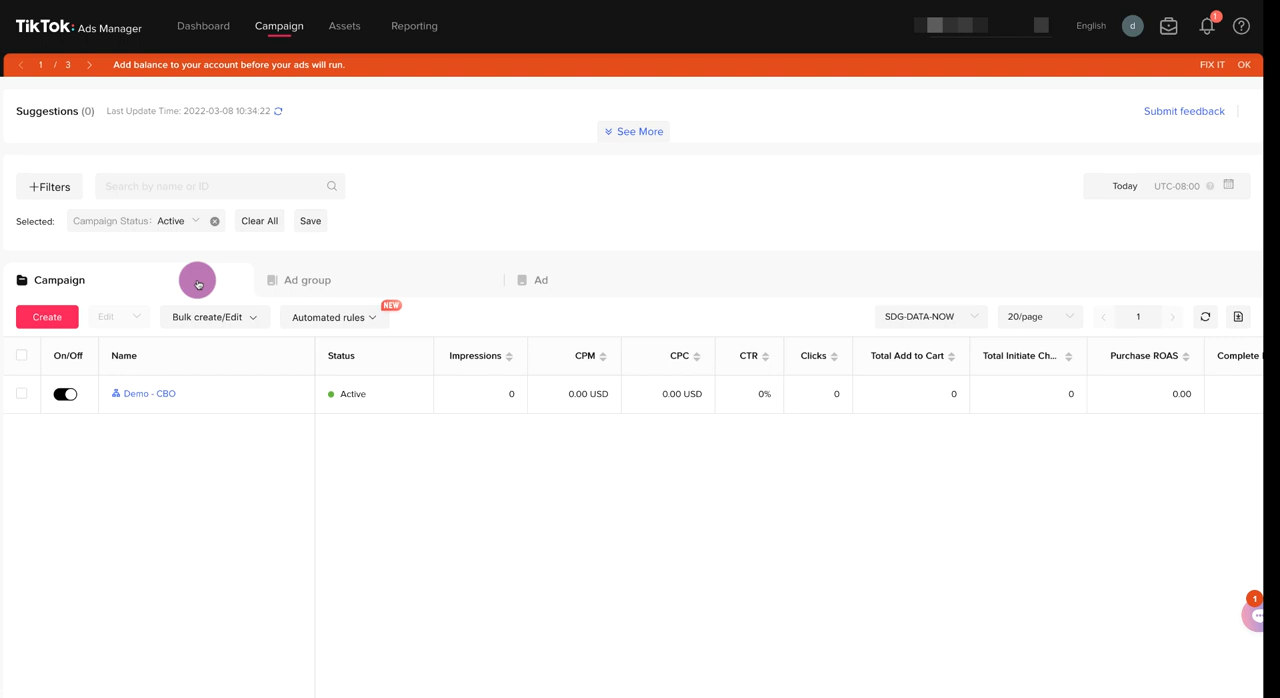 TikTok: Ads Manager Dashboard Campaign Assets Reporting English d !
1 / 3 Add balance to your account before your ads will run. FIX IT OK
Suggestions (0) Last Update Time: 2022-03-08 10:34:22 Submit feedback
See More
+Filters Search by name or ID Today UTC-08:00
Selected: Campaign Status: Active Clear All Save
Campaign Ad group Ad
NEW
Create Edit Bulk create/Edit Automated rules SDG-DATA-NOW 20/page 1
On/Off Name Status Impressions CPM CPC CTR Clicks Total Add to Cart Total Initiate Ch... Purchase ROAS Complete
Demo - CBO Active 0 0.00 USD 0.00 USD 0% 0 0 0 0.00
1